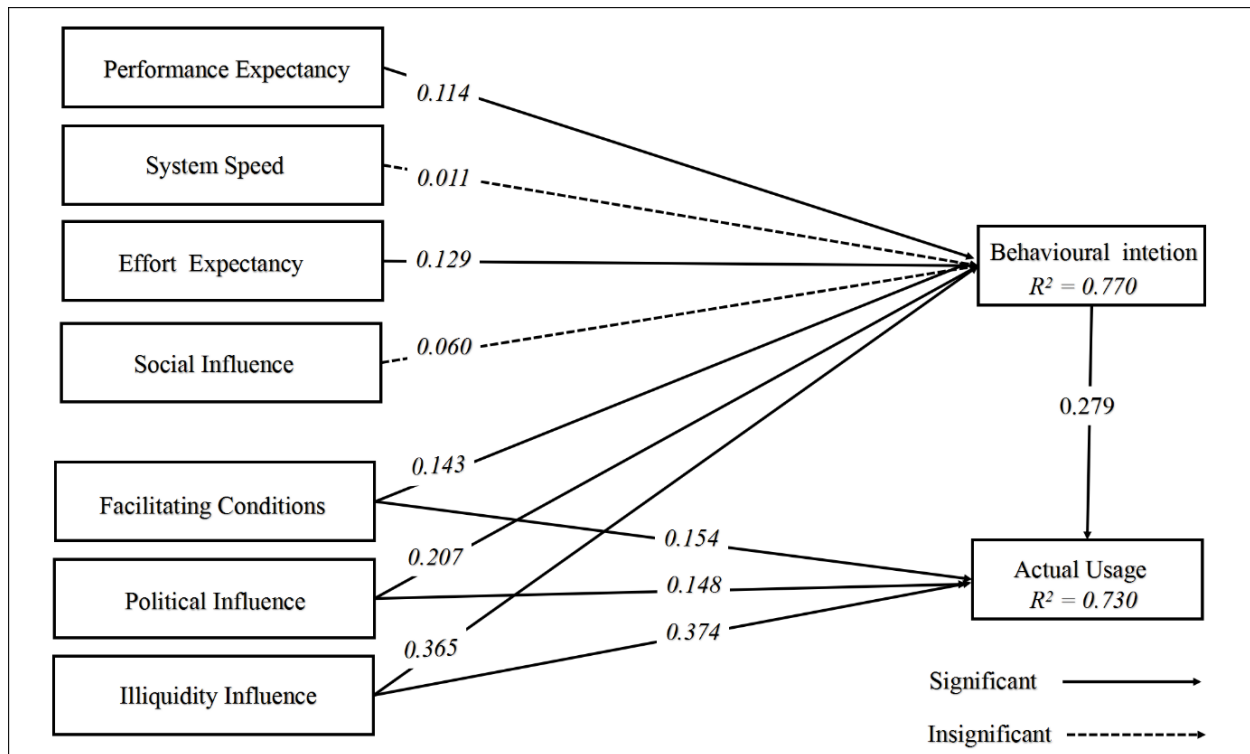 Performance Expectancy
0.114
System Speed
0.011
Effort Expectancy
0.129
Social Influence
0.060
Behavioural intetion
R² = 0.770
0.279
Facilitating Conditions
0.143
0.154
Political Influence
0.207
0.148
Illiquidity Influence
0.365
0.374
Actual Usage
R² = 0.730
Significant
Insignificant